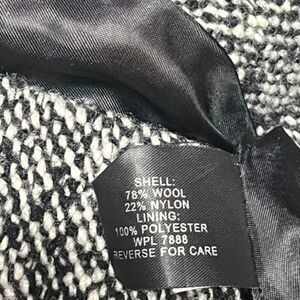 SHELL:
78% WOOL
22% NYLON
LINING:
100% POLYESTER
WPL 7888
REVERSE FOR CARE